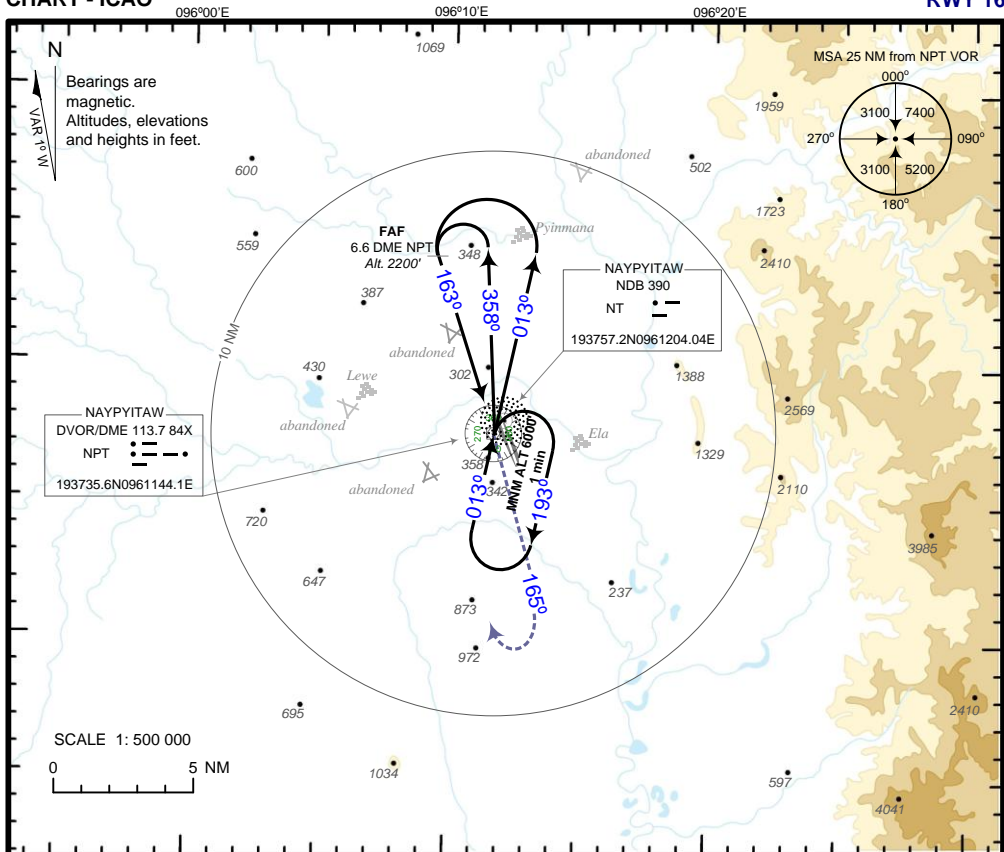 CHART - ICAO
RWY 16
096°00'E
096°10'E
096°20'E
N
VAR 1° W
Bearings are
magnetic.
Altitudes, elevations
and heights in feet.
1069
MSA 25 NM from NPT VOR
000°
3100
7400
270°
090°
3100
5200
180°
1959
abandoned
502
600
1723
559
FAF
6.6 DME NPT
Alt. 2200'
348
Pyinmana
2410
163°
358°
013°
387
NAYPYITAW
NDB 390
NT
193757.2N0961204.04E
10 NM
abandoned
302
430
Lewe
1388
abandoned
2569
NAYPYITAW
DVOR/DME 113.7 84X
NPT
193735.6N0961144.1E
270
Ela
358
1329
MNM ALT 6000
1 min
abandoned
342
013°
193°
2110
720
3985
647
165°
237
873
972
695
2410
SCALE 1: 500 000
0
5 NM
1034
597
4041